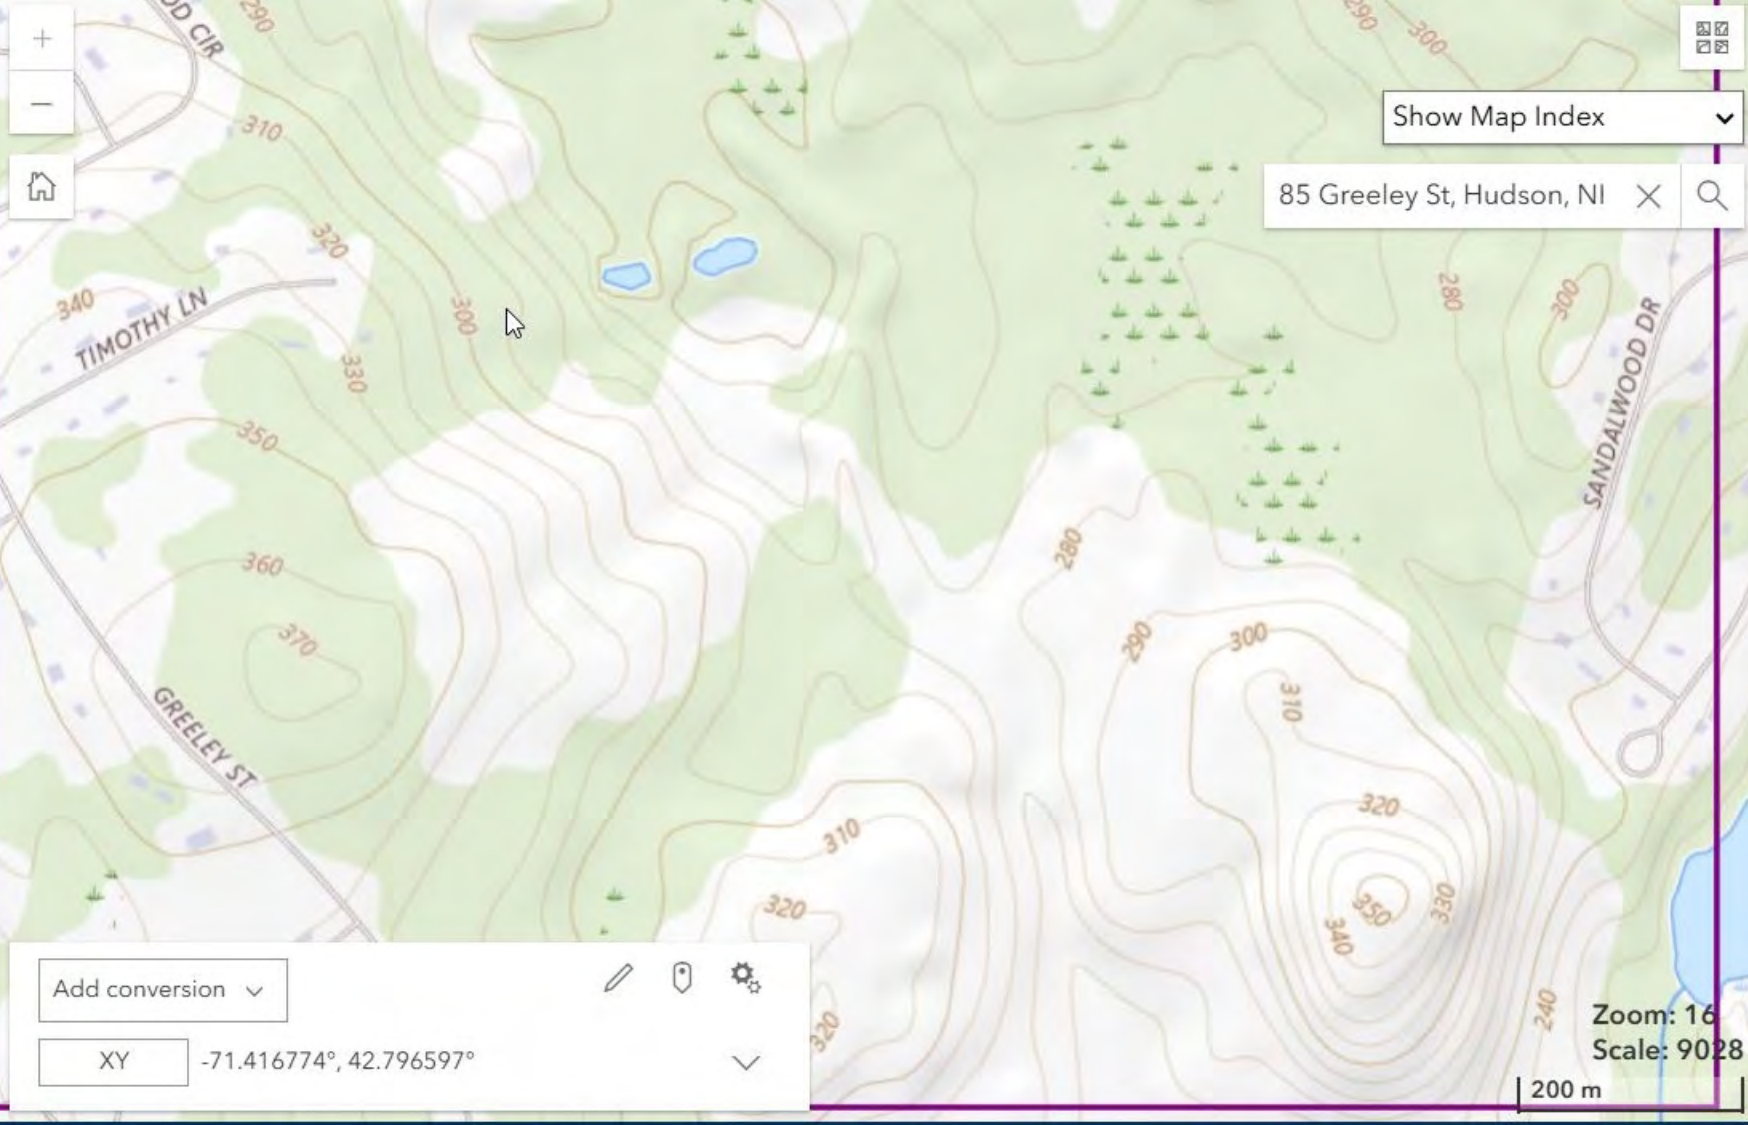 OD CIR
290
290
300
Show Map Index
310
85 Greeley St, Hudson, NI
320
340
TIMOTHY LN
300
280
300
SANDALWOOD DR
330
350
280
360
370
290
300
310
GREELEY ST
320
310
320
350
330
340
Add conversion
240
Zoom: 16
Scale: 9028
320
XY
-71.416774°, 42.796597°
200 m